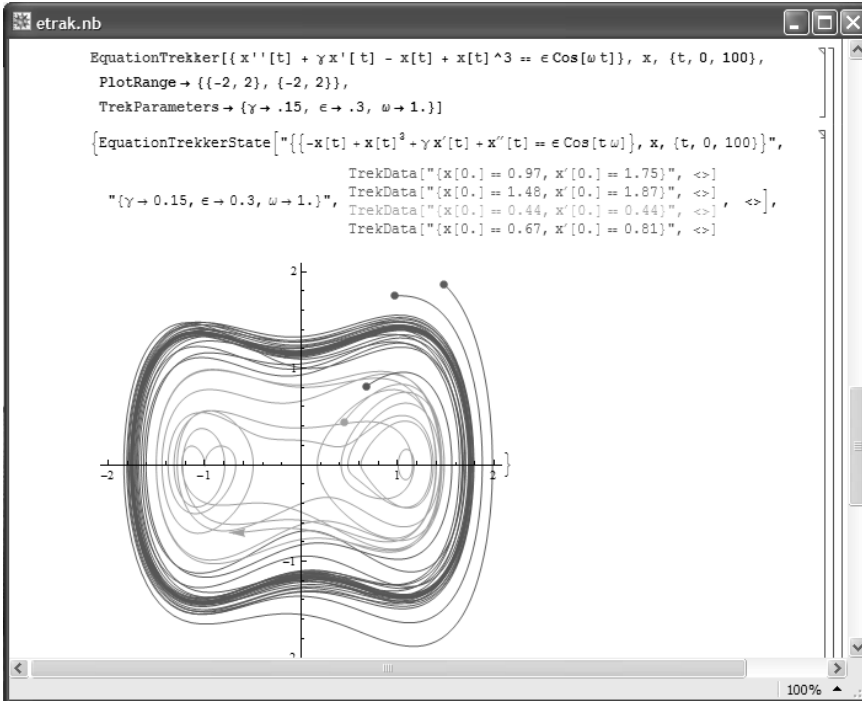 etrak.nb
EquationTrekker[{x''[t] + γ x'[t] - x[t] + x[t]^3 == ϵ Cos[ω t]}, x, {t, 0, 100},
PlotRange → {{-2, 2}, {-2, 2}},
TrekParameters → {γ → .15, ϵ → .3, ω → 1.}]
{EquationTrekkerState["{{-x[t] + x[t]³ + γ x′[t] + x″[t] == ϵ Cos[t ω]}, x, {t, 0, 100}}",
"{γ → 0.15, ϵ → 0.3, ω → 1.}",
TrekData["{x[0.] == 0.97, x′[0.] == 1.75}", <>]
TrekData["{x[0.] == 1.48, x′[0.] == 1.87}", <>]
TrekData["{x[0.] == 0.44, x′[0.] == 0.44}", <>]
TrekData["{x[0.] == 0.67, x′[0.] == 0.81}", <>]
, <>],
2
1
-2 -1 1 2 }
-1
2
100%